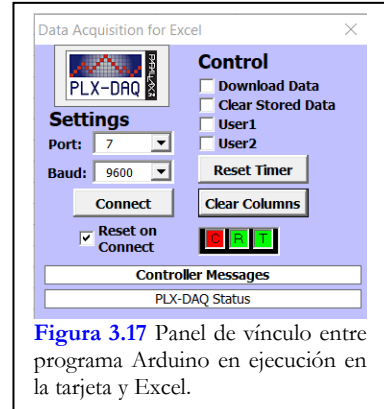 Data Acquisition for Excel
PLX-DAQ
PARALLAX
Control
Download Data
Clear Stored Data
User1
User2
Settings
Port: 7
Baud: 9600
Reset Timer
Connect
Clear Columns
Reset on
Connect
C R T
Controller Messages
PLX-DAQ Status
Figura 3.17 Panel de vínculo entre
programa Arduino en ejecución en
la tarjeta y Excel.